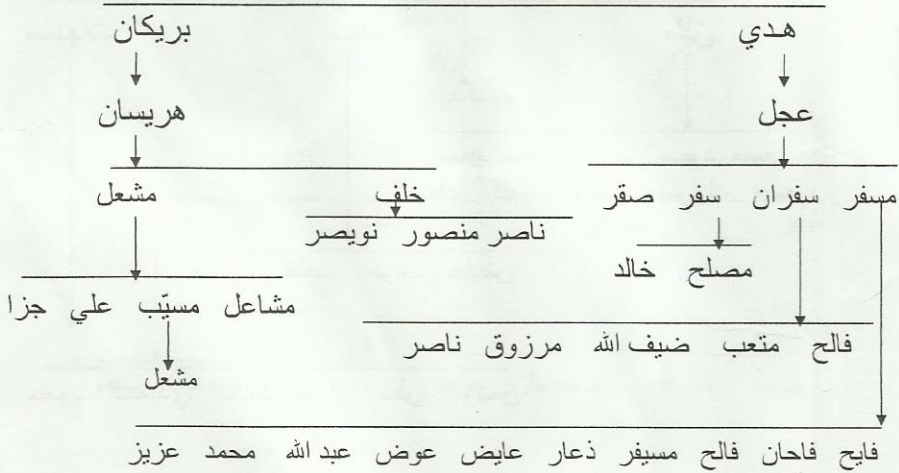 هدي بريكان
عجل هريسان
مسفر سفران سفر صقر خلف مشعل
ناصر منصور نويصر
مصلح خالد
مشاعل مسيّب علي جزا
فالح متعب ضيف الله مرزوق ناصر
مشعل
فايح فاحان فالح مسيفر ذعار عايض عوض عبد الله محمد عزيز